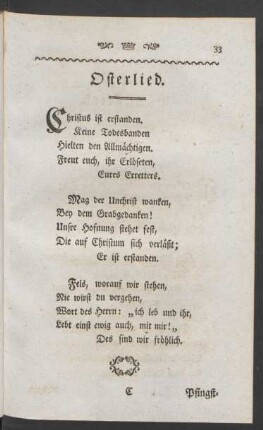 33
Osterlied.
Christus ist erstanden.
Keine Todesbanden
Hielten den Allmächtigen.
Freut euch, ihr Erlöseten,
Eures Erretters.
Mag der Unchrist wanken,
Bey dem Grabgedanken!
Unsre Hofnung stehet fest,
Die auf Christum sich verläßt;
Er ist erstanden.
Fels, worauf wir stehen,
Nie wirst du vergehen,
Wort des Herrn: „ich leb und ihr,
Lebt einst ewig auch, mit mir!„
Des sind wir fröhlich.
C Pfingst-